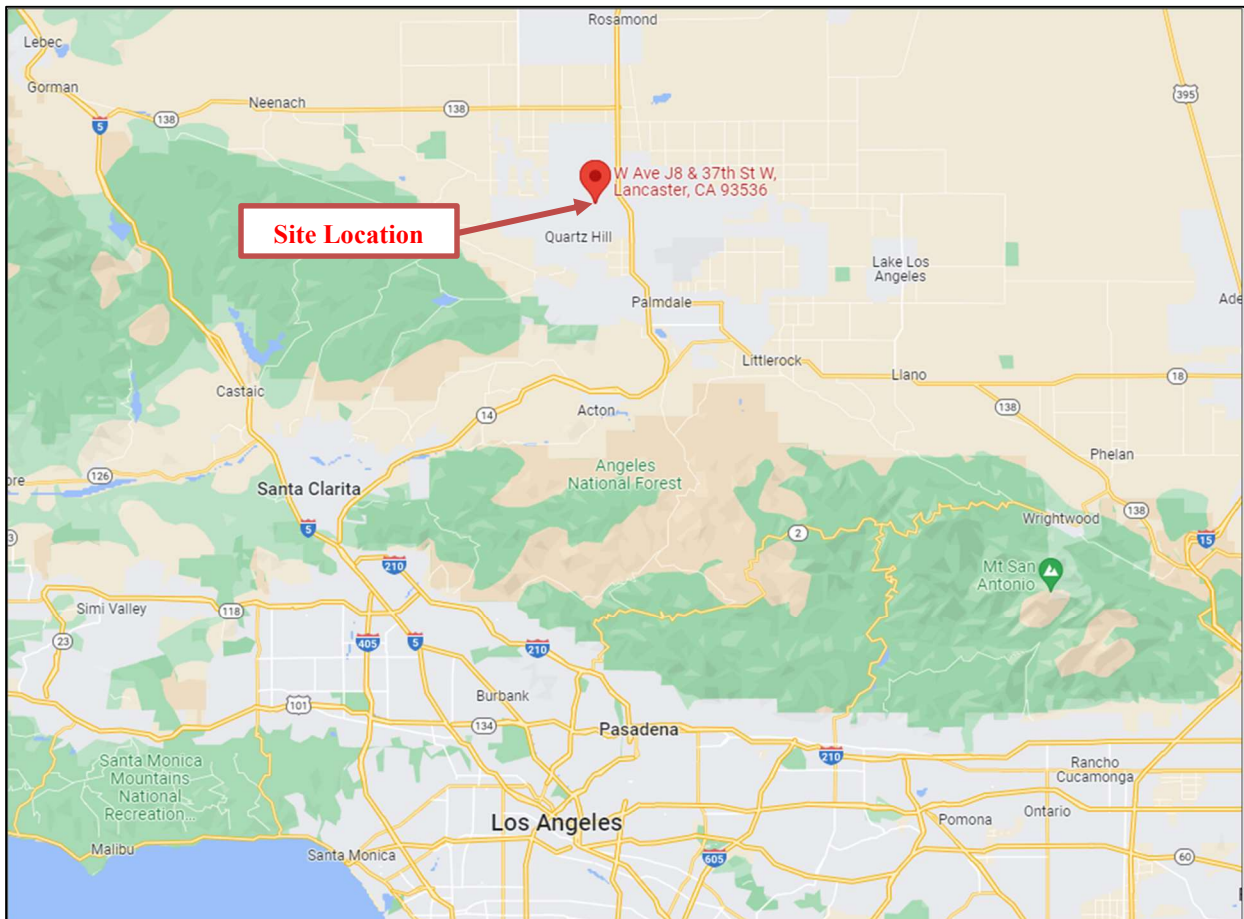 Rosamond
Lebec
Gorman
Neenach
138
138
395
5
W Ave J8 & 37th St W,
Lancaster, CA 93536
Site Location
Quartz Hill
Lake Los
Angeles
Palmdale
Ade
Littlerock
Llano
18
Castaic
14
Acton
138
Phelan
126
ore
Angeles
National Forest
Santa Clarita
5
Wrightwood
138
2
15
3
210
Mt San
Antonio
Simi Valley
118
23
405
5
210
Burbank
101
134
Pasadena
210
Santa Monica
Mountains
National
Recreation...
Rancho
Cucamonga
Ontario
Los Angeles
Pomona
Malibu
Santa Monica
605
60